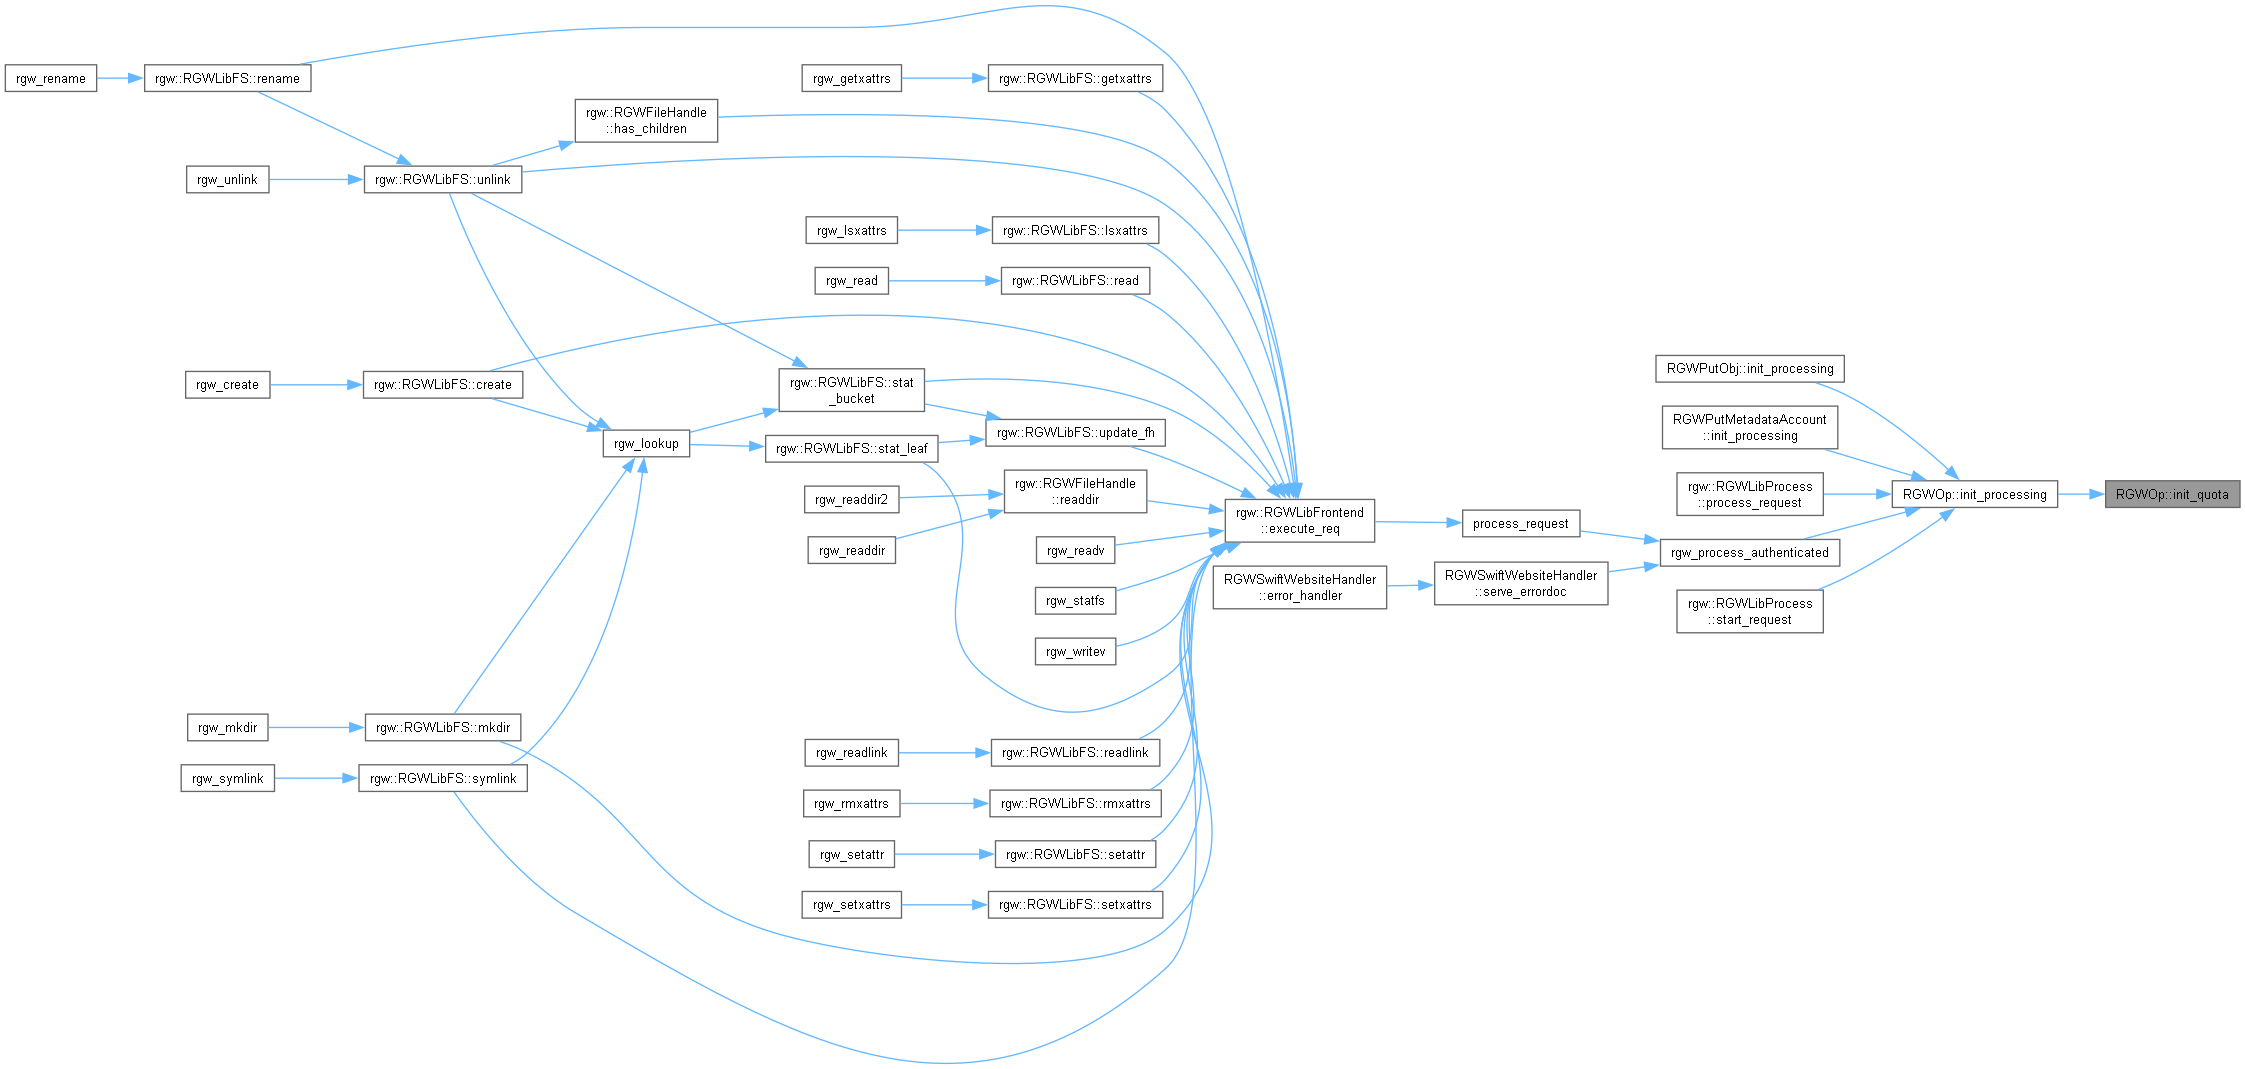 rgw_rename
rgw::RGWLibFS::rename
rgw_unlink
rgw::RGWLibFS::unlink
rgw::RGWFileHandle
::has_children
rgw_getxattrs
rgw::RGWLibFS::getxattrs
rgw_lsxattrs
rgw::RGWLibFS::lsxattrs
rgw_read
rgw::RGWLibFS::read
rgw_create
rgw::RGWLibFS::create
rgw_lookup
rgw::RGWLibFS::stat
_bucket
rgw::RGWLibFS::stat_leaf
rgw::RGWLibFS::update_fh
rgw_readdir2
rgw_readdir
rgw::RGWFileHandle
::readdir
rgw_readv
rgw_statfs
rgw_writev
rgw_mkdir
rgw::RGWLibFS::mkdir
rgw_symlink
rgw::RGWLibFS::symlink
rgw_readlink
rgw::RGWLibFS::readlink
rgw_rmxattrs
rgw::RGWLibFS::rmxattrs
rgw_setattr
rgw::RGWLibFS::setattr
rgw_setxattrs
rgw::RGWLibFS::setxattrs
rgw::RGWLibFrontend
::execute_req
RGWSwiftWebsiteHandler
::error_handler
process_request
RGWSwiftWebsiteHandler
::serve_errordoc
RGWPutObj::init_processing
RGWPutMetadataAccount
::init_processing
rgw::RGWLibProcess
::process_request
rgw_process_authenticated
rgw::RGWLibProcess
::start_request
RGWOp::init_processing
RGWOp::init_quota